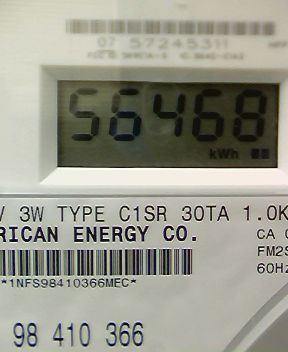 07 57245311
56468
kWh
V 3W TYPE C1SR 30TA 1.0K
RICAN ENERGY CO.
CA
FM2S
60Hz
*1NFS98410366MEC*
98 410 366